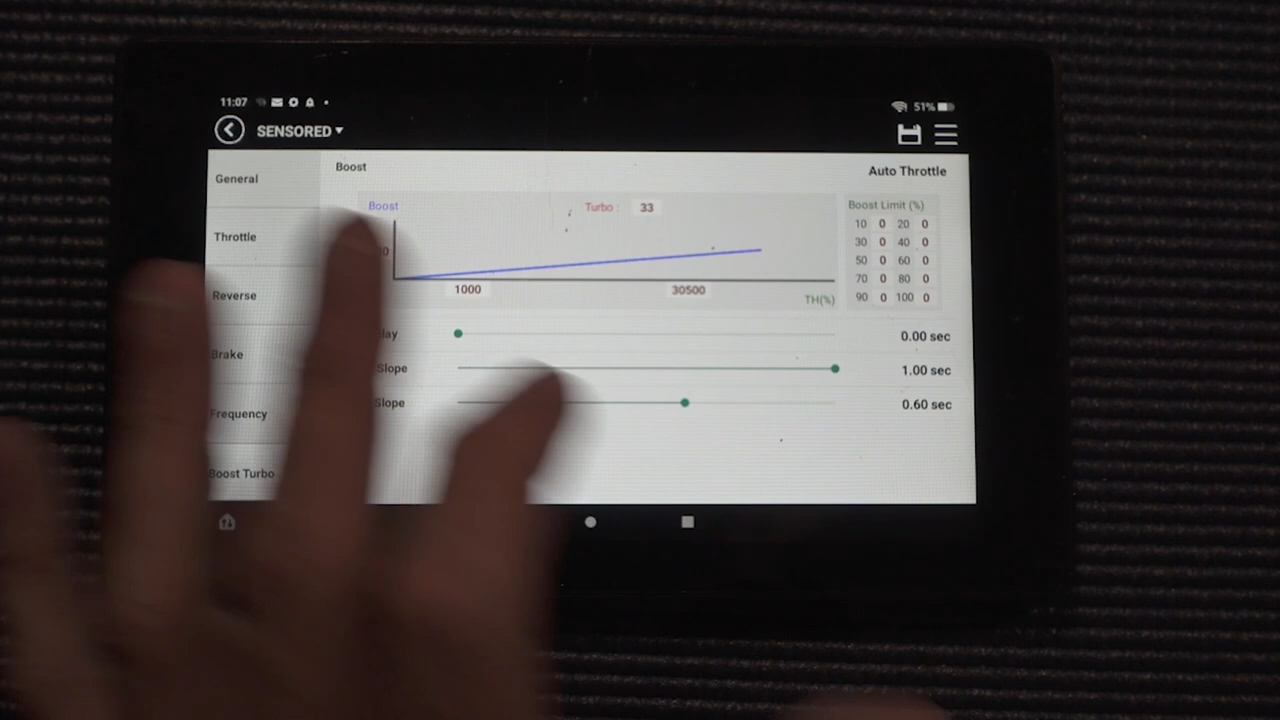 11:07
51%
SENSORED
General
Boost
Auto Throttle
Boost
Turbo :
33
Boost Limit (%)
10 0 20 0
Throttle
30 0 40 0
50 0 60 0
70 0 80 0
90 0 100 0
Reverse
1000
30500
TH(%)
0.00 sec
Brake
Slope
1.00 sec
Slope
0.60 sec
Frequency
Boost Turbo